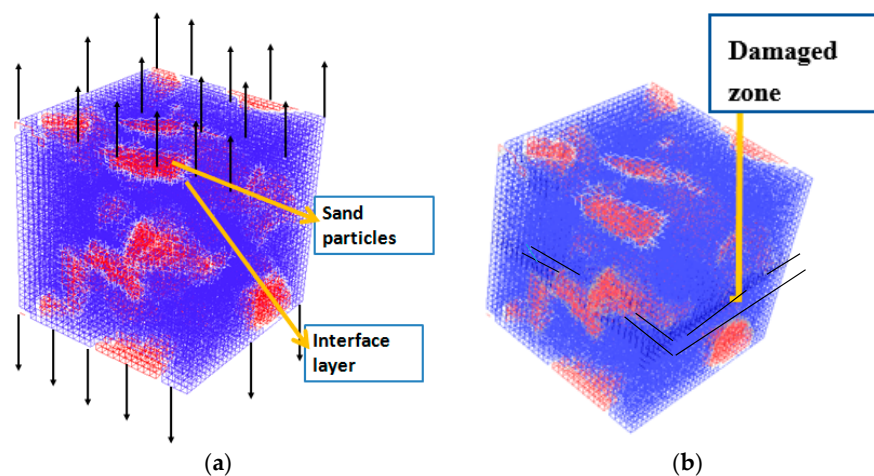 Damaged
zone
Sand
particles
Interface
layer
(a)
(b)